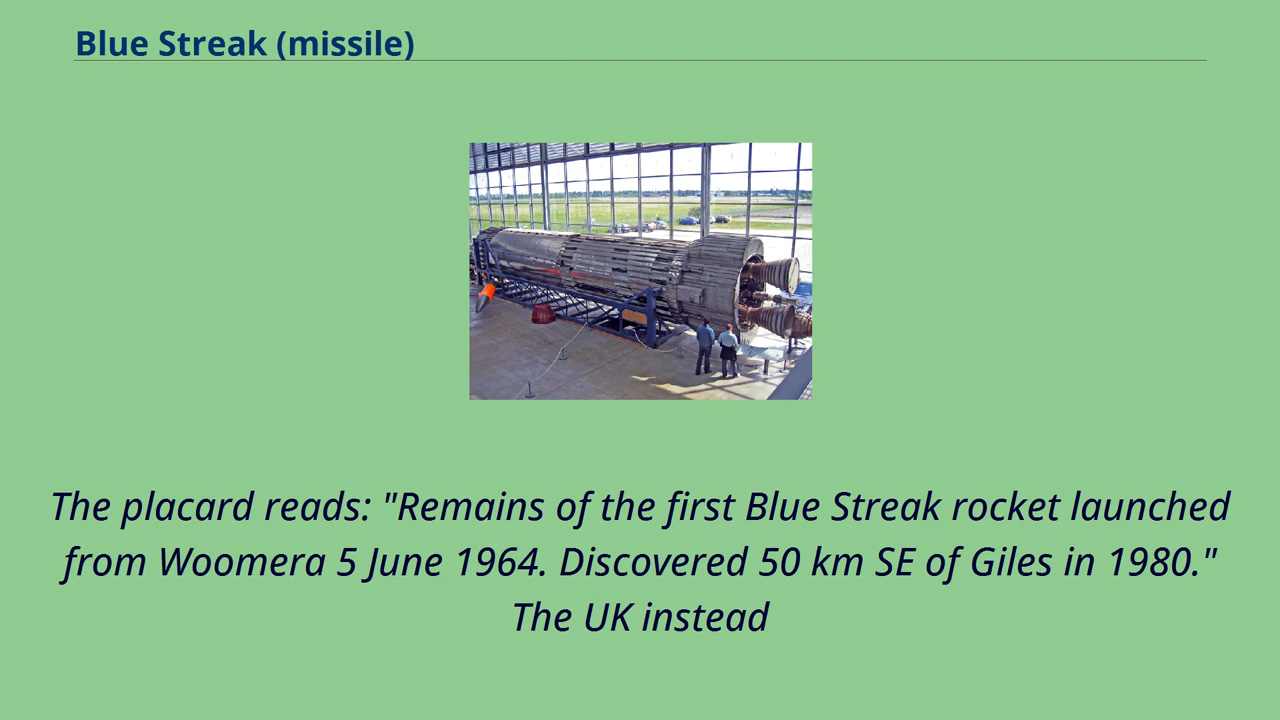 Blue Streak (missile)
The placard reads: "Remains of the first Blue Streak rocket launched
from Woomera 5 June 1964. Discovered 50 km SE of Giles in 1980."
The UK instead